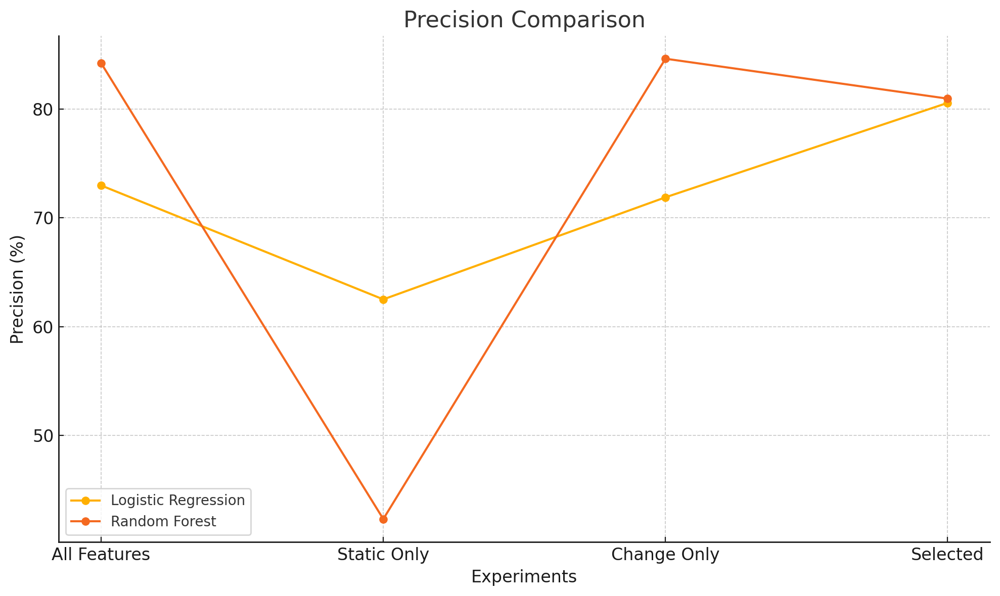 Precision Comparison
Precision (%)
80
70
60
50
Logistic Regression
Random Forest
All Features
Static Only
Change Only
Selected
Experiments